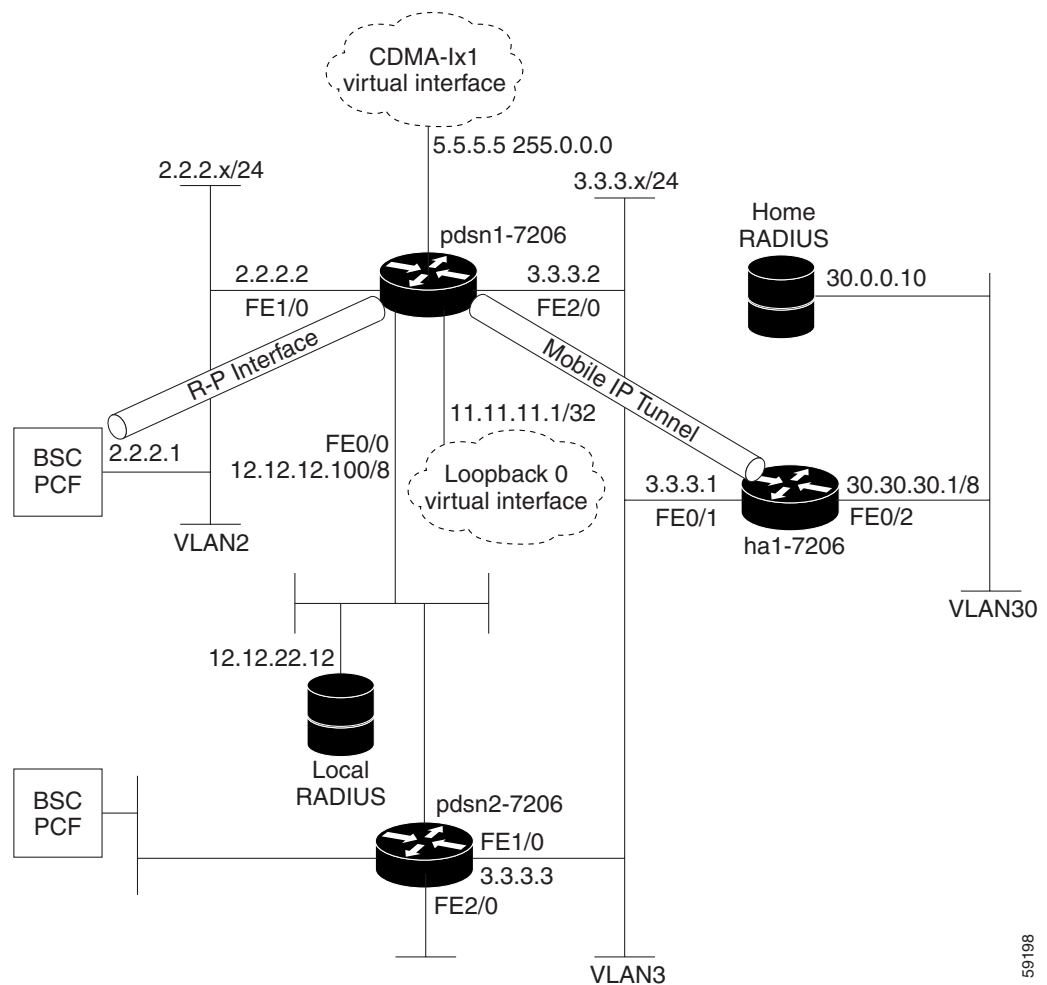 CDMA-Ix1
virtual interface
5.5.5.5 255.0.0.0
2.2.2.x/24
3.3.3.x/24
pdsn1-7206
Home
RADIUS
2.2.2.2
3.3.3.2
30.0.0.10
FE1/0
FE2/0
R-P Interface
Mobile IP Tunnel
11.11.11.1/32
BSC
PCF
2.2.2.1
FE0/0
12.12.12.100/8
Loopback 0
virtual interface
3.3.3.1
30.30.30.1/8
FE0/1
FE0/2
VLAN2
ha1-7206
VLAN30
12.12.22.12
Local
RADIUS
BSC
PCF
pdsn2-7206
FE1/0
3.3.3.3
FE2/0
VLAN3
59198